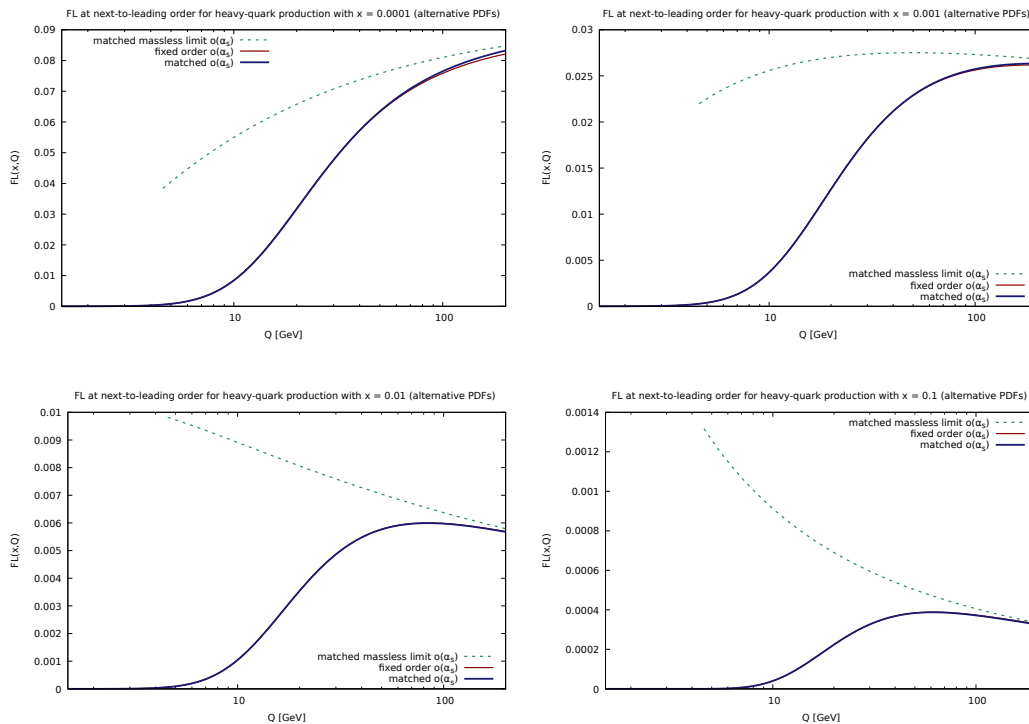 FL at next-to-leading order for heavy-quark production with x = 0.0001 (alternative PDFs)
0.09
0.08
0.07
0.06
0.05
0.04
0.03
0.02
0.01
0
FL(x,Q)
matched massless limit o(αs)
fixed order o(αs)
matched o(αs)
10
100
Q [GeV]
FL at next-to-leading order for heavy-quark production with x = 0.001 (alternative PDFs)
0.03
0.025
0.02
0.015
0.01
0.005
0
FL(x,Q)
matched massless limit o(αs)
fixed order o(αs)
matched o(αs)
10
100
Q [GeV]
FL at next-to-leading order for heavy-quark production with x = 0.01 (alternative PDFs)
0.01
0.009
0.008
0.007
0.006
0.005
0.004
0.003
0.002
0.001
0
FL(x,Q)
matched massless limit o(αs)
fixed order o(αs)
matched o(αs)
10
100
Q [GeV]
FL at next-to-leading order for heavy-quark production with x = 0.1 (alternative PDFs)
0.0014
0.0012
0.001
0.0008
0.0006
0.0004
0.0002
0
FL(x,Q)
matched massless limit o(αs)
fixed order o(αs)
matched o(αs)
10
100
Q [GeV]